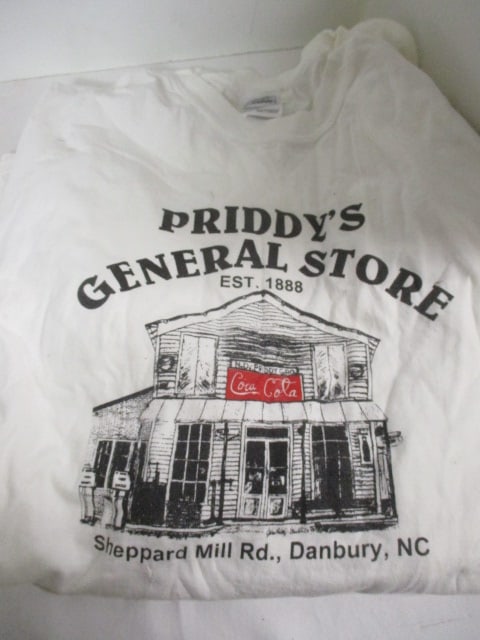 PRIDDY'S
GENERAL STORE
EST. 1888
Coca Cola
Sheppard Mill Rd., Danbury, NC